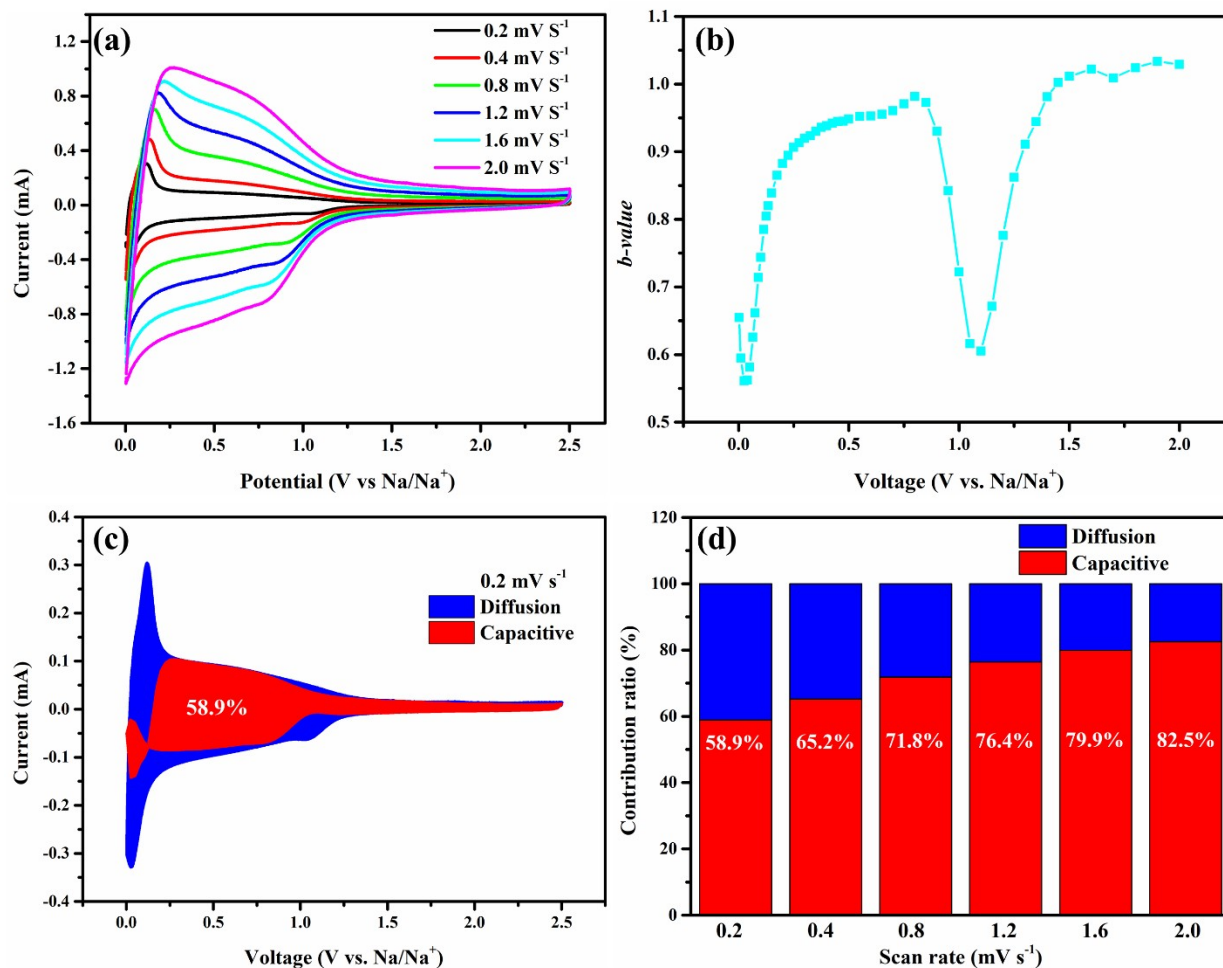 (a)
0.2 mV S⁻¹
0.4 mV S⁻¹
0.8 mV S⁻¹
1.2 mV S⁻¹
1.6 mV S⁻¹
2.0 mV S⁻¹
1.2
0.8
0.4
0.0
-0.4
-0.8
-1.2
-1.6
Current (mA)
0.0 0.5 1.0 1.5 2.0 2.5
Potential (V vs Na/Na⁺)
(b)
1.1
1.0
0.9
0.8
0.7
0.6
0.5
b-value
0.0 0.5 1.0 1.5 2.0
Voltage (V vs. Na/Na⁺)
(c)
0.2 mV s⁻¹
Diffusion
Capacitive
58.9%
0.4
0.3
0.2
0.1
0.0
-0.1
-0.2
-0.3
-0.4
Current (mA)
0.0 0.5 1.0 1.5 2.0 2.5
Voltage (V vs. Na/Na⁺)
(d)
Diffusion
Capacitive
120
100
80
60
40
20
0
Contribution ratio (%)
58.9% 65.2% 71.8% 76.4% 79.9% 82.5%
0.2 0.4 0.8 1.2 1.6 2.0
Scan rate (mV s⁻¹)